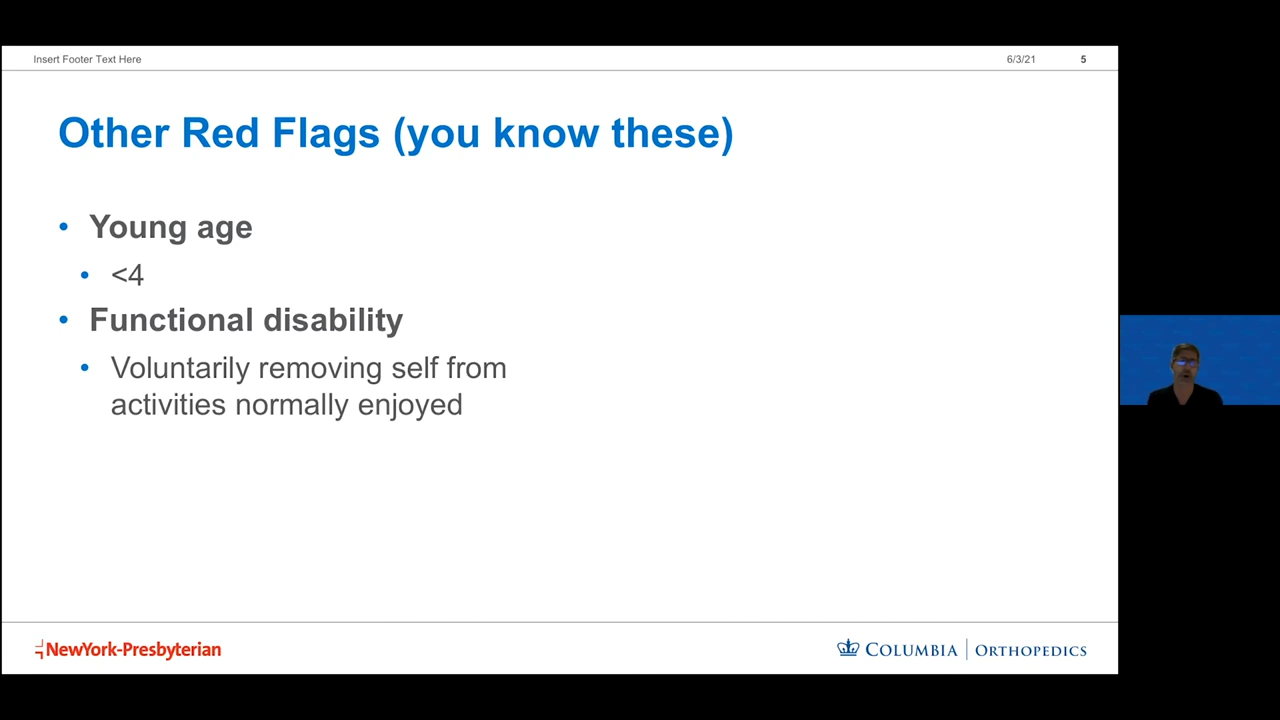 Insert Footer Text Here
6/3/21
5
Other Red Flags (you know these)
• Young age
• <4
• Functional disability
• Voluntarily removing self from
activities normally enjoyed
NewYork-Presbyterian
COLUMBIA | ORTHOPEDICS